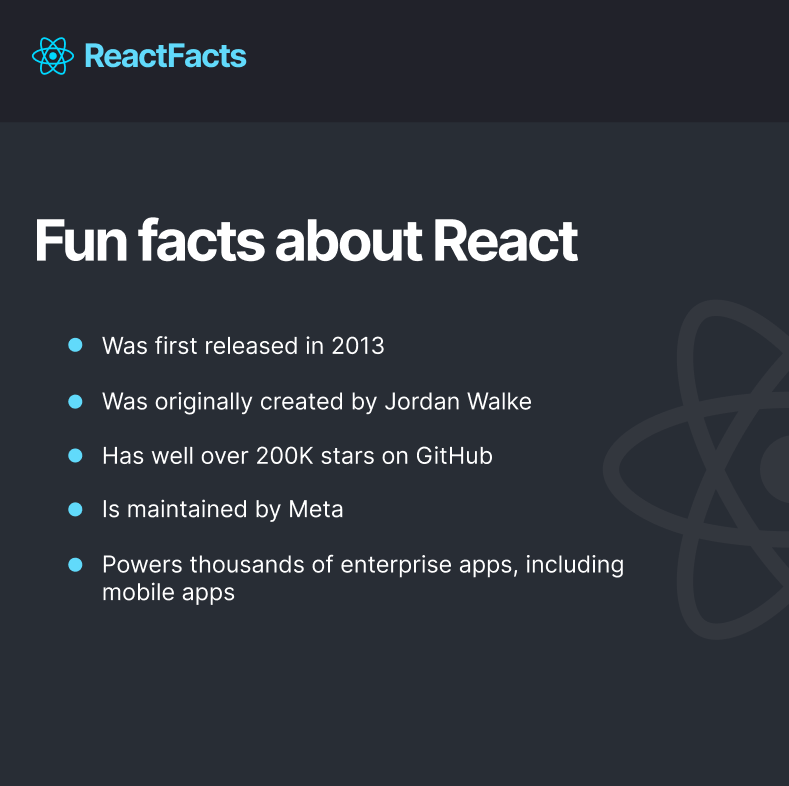 ReactFacts
Fun facts about React
Was first released in 2013
Was originally created by Jordan Walke
Has well over 200K stars on GitHub
Is maintained by Meta
Powers thousands of enterprise apps, including
mobile apps